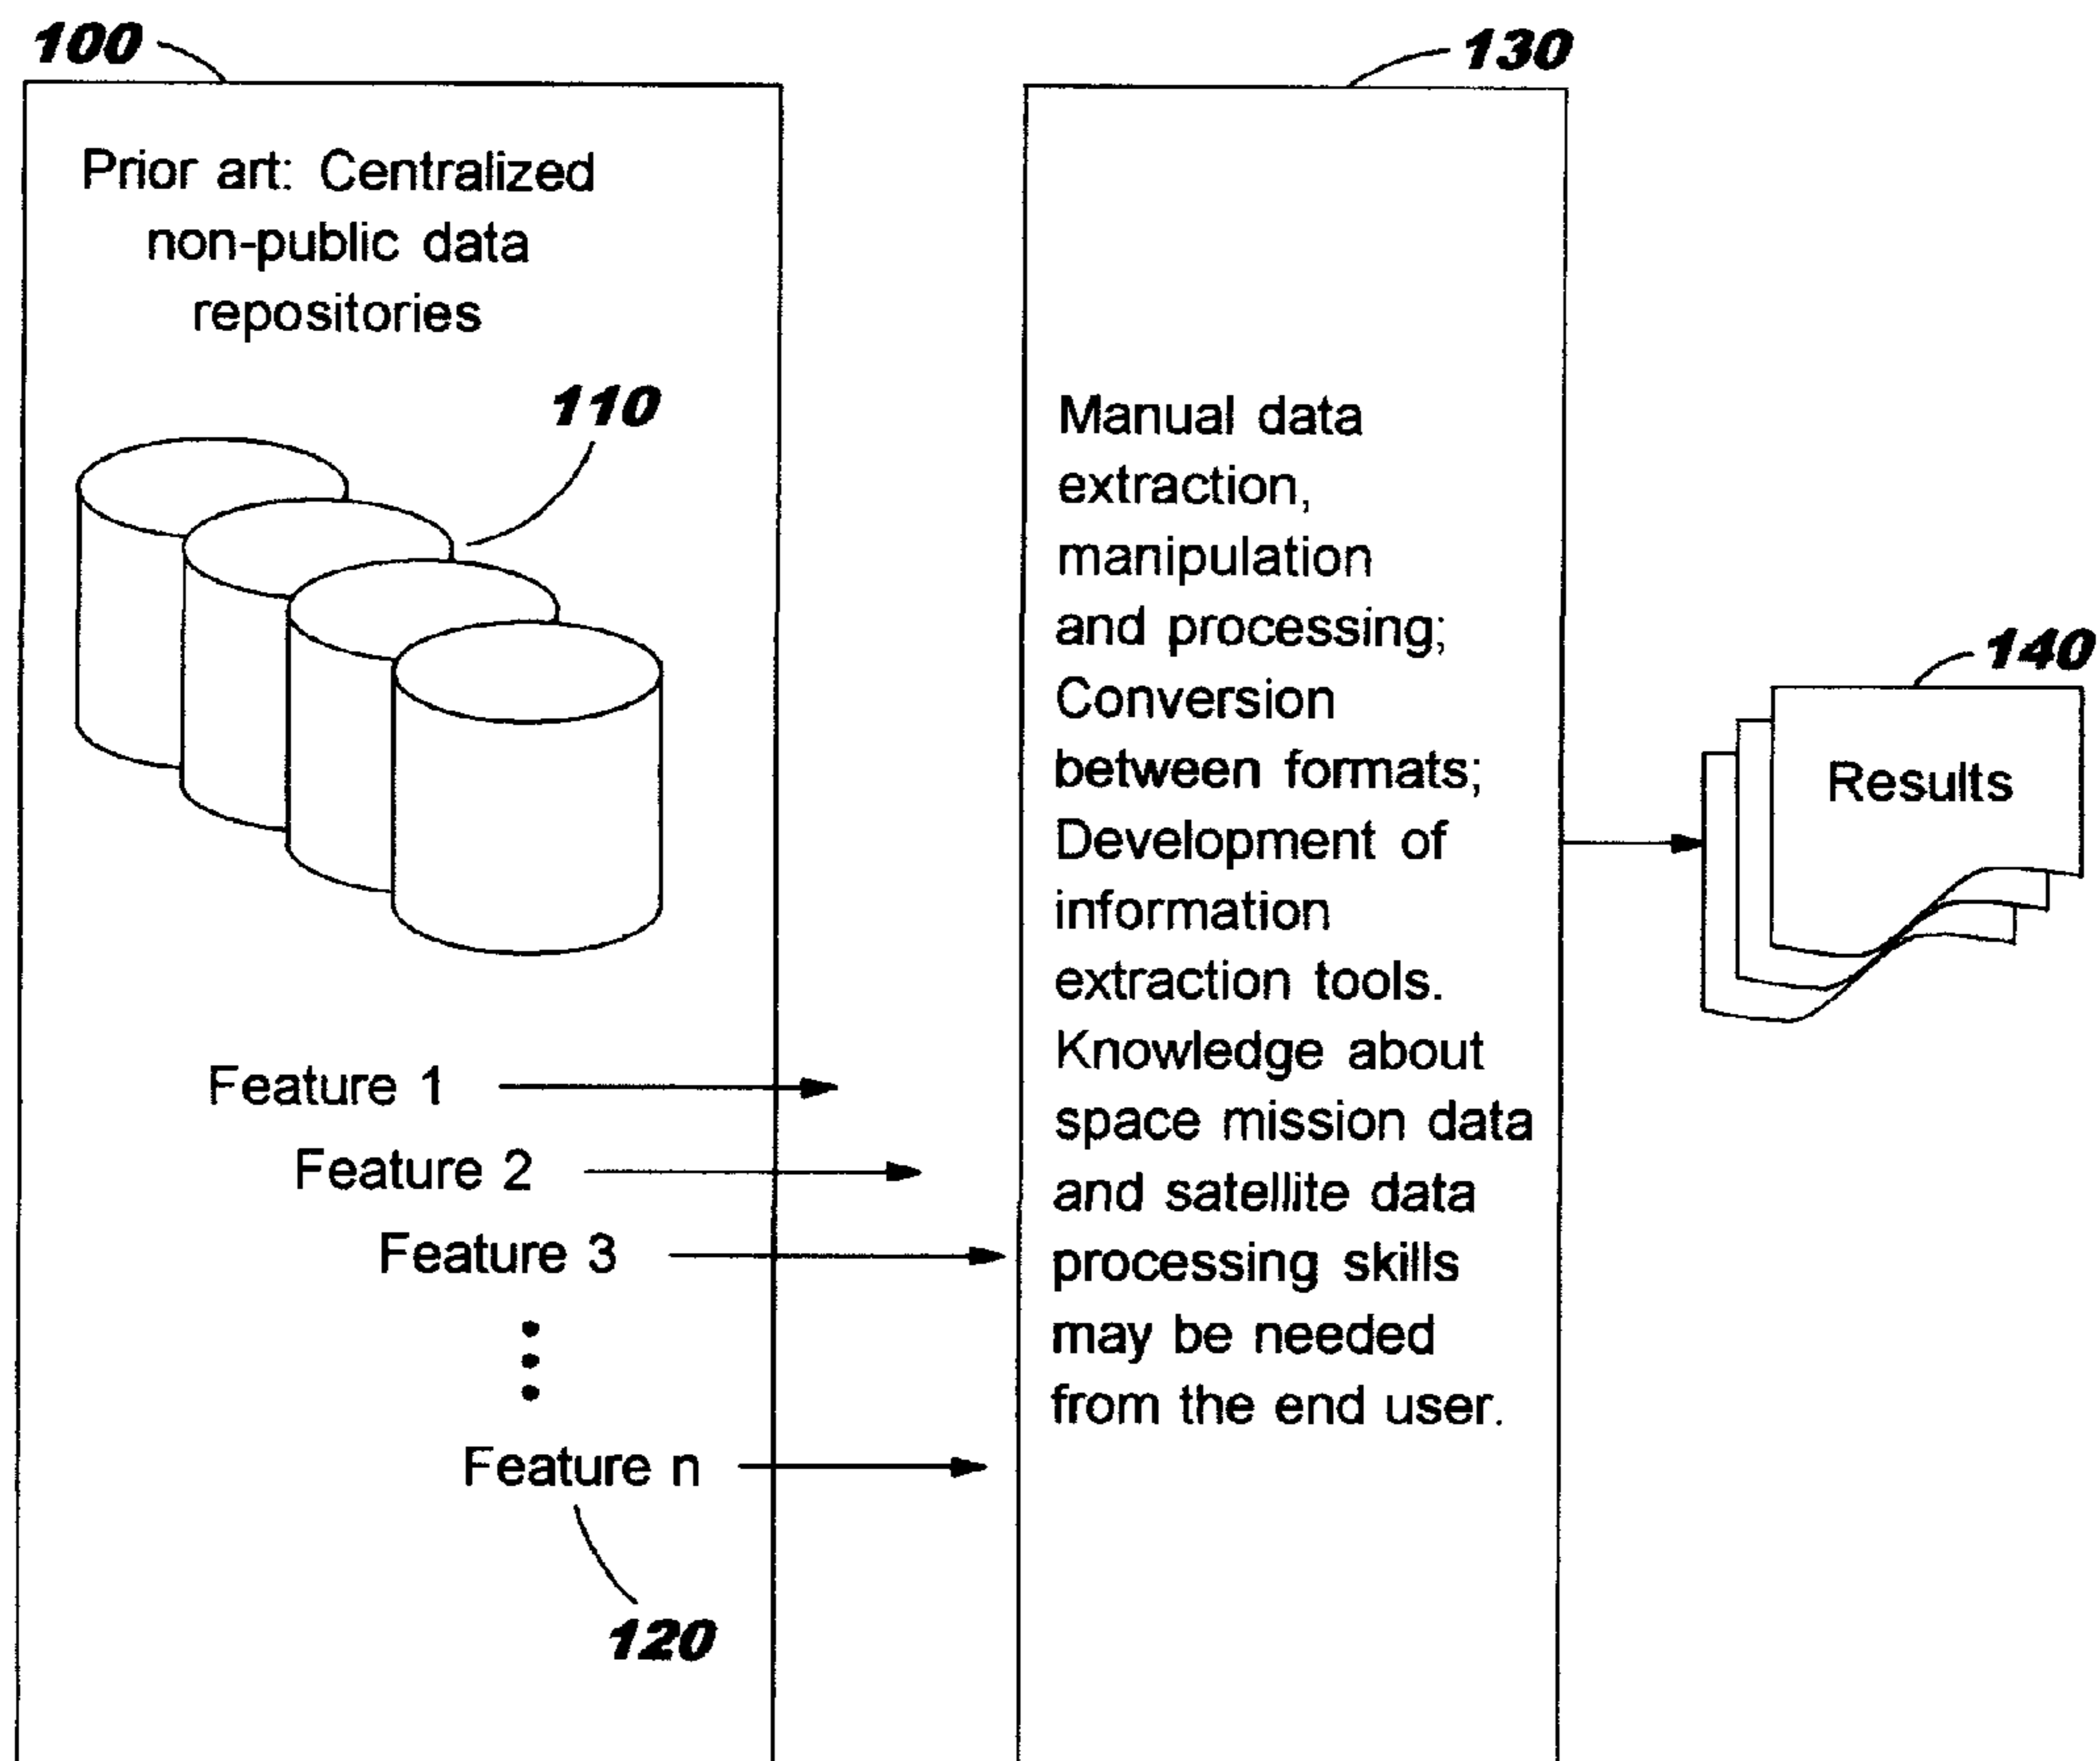 100
130
Prior art: Centralized
non-public data
repositories
110
Manual data
extraction,
manipulation
and processing;
Conversion
between formats;
Development of
information
extraction tools.
Knowledge about
space mission data
and satellite data
processing skills
may be needed
from the end user.
140
Results
Feature 1
Feature 2
Feature 3
Feature n
120